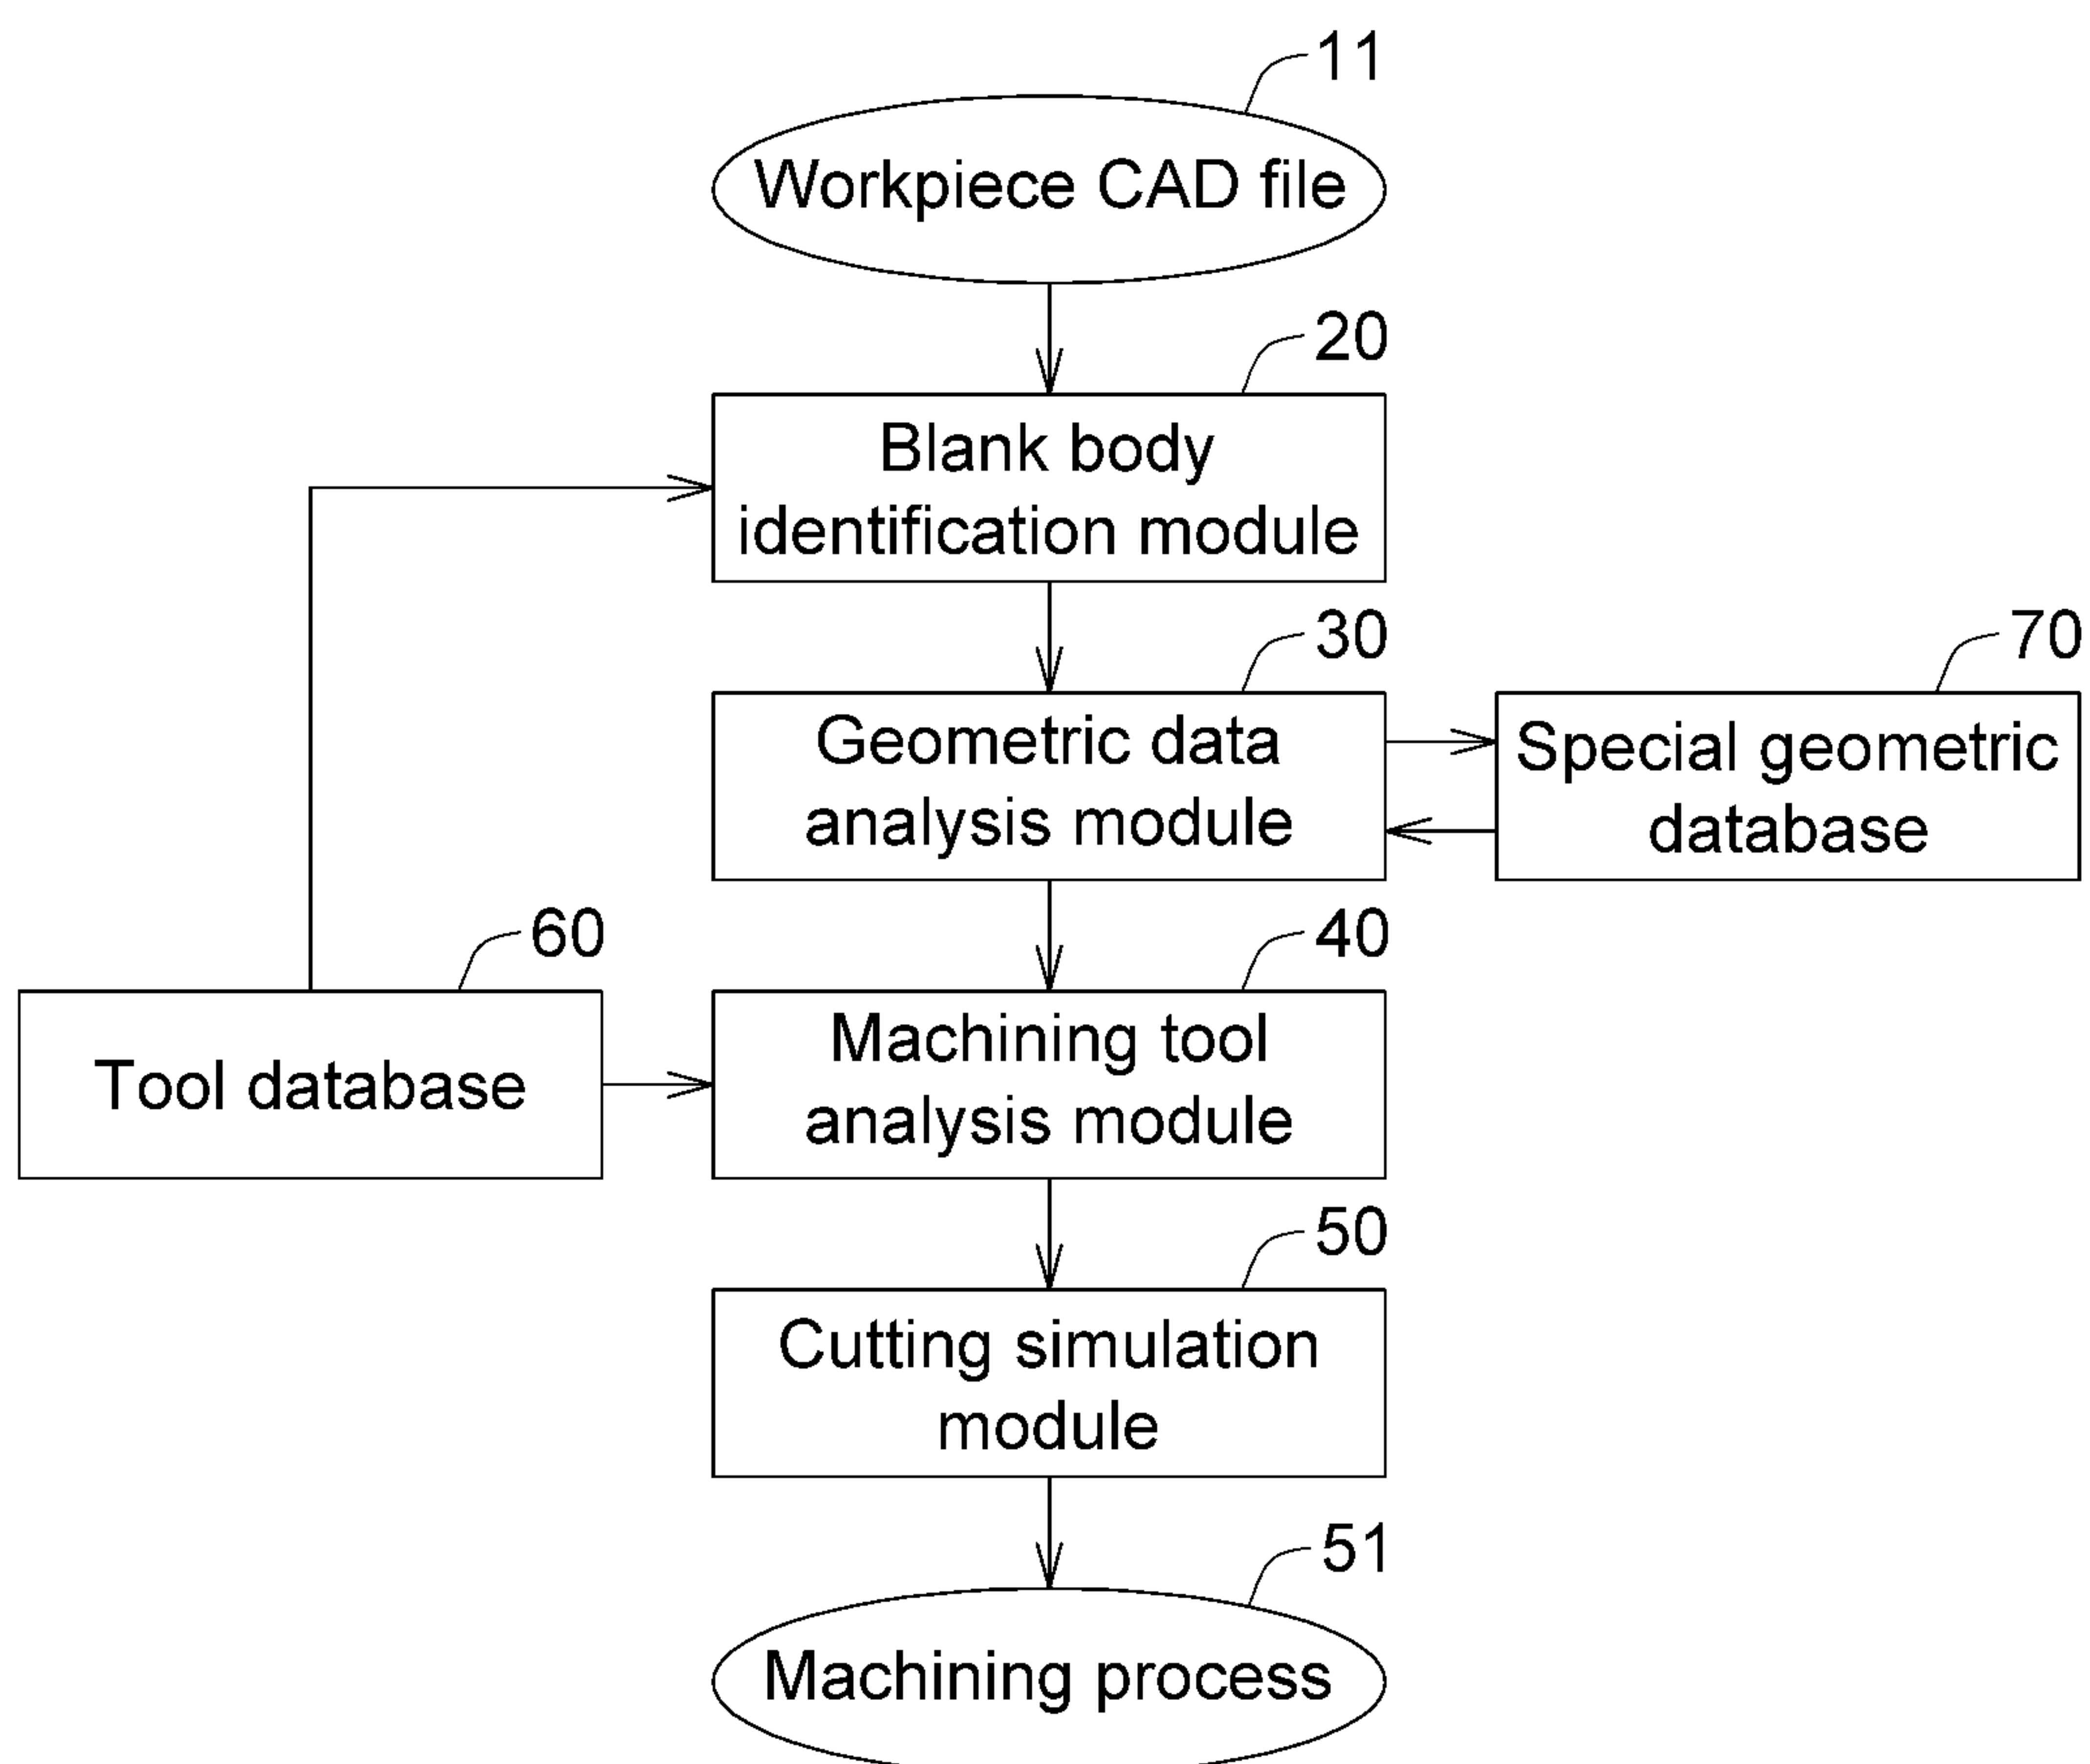 11
Workpiece CAD file
20
Blank body
identification module
30
Geometric data
analysis module
70
Special geometric
database
60
Tool database
40
Machining tool
analysis module
50
Cutting simulation
module
51
Machining process